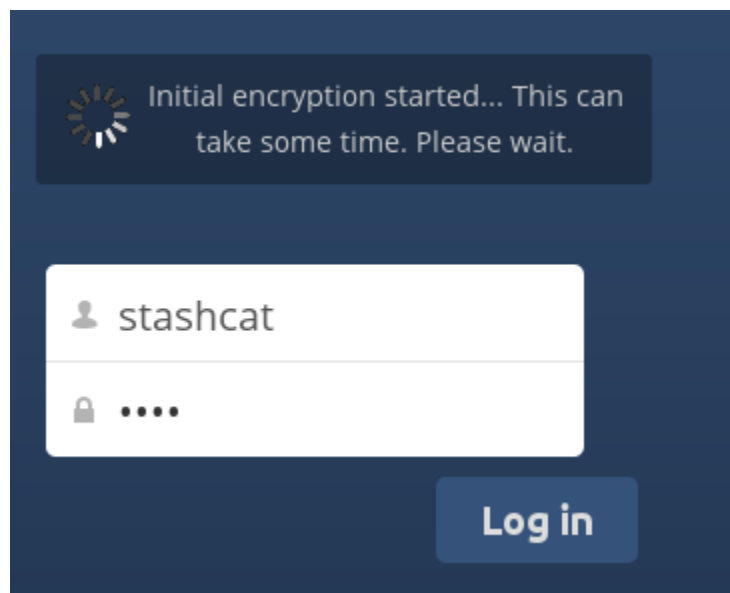 Initial encryption started... This can
take some time. Please wait.
stashcat
••••
Log in